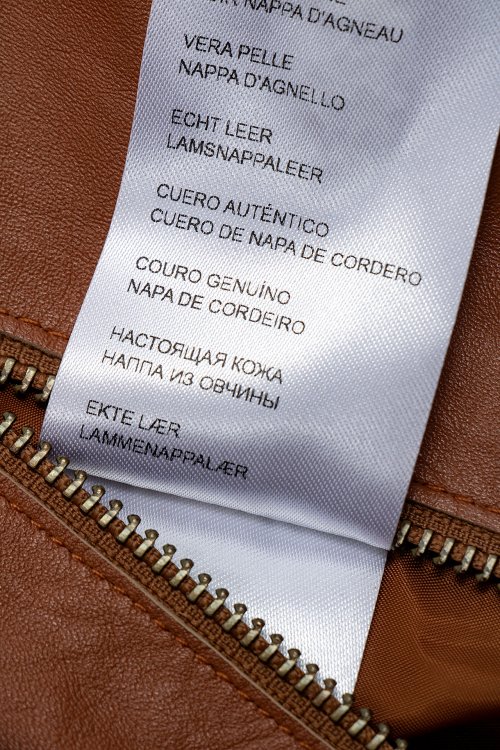 NAPPA D'AGNEAU
VERA PELLE
NAPPA D'AGNELLO
ECHT LEER
LAMSNAPPALEER
CUERO AUTÉNTICO
CUERO DE NAPA DE CORDERO
COURO GENUÍNO
NAPA DE CORDEIRO
НАСТОЯЩАЯ КОЖА
НАППА ИЗ ОВЧИНЫ
EKTE LÆR
LAMMENAPPALÆR